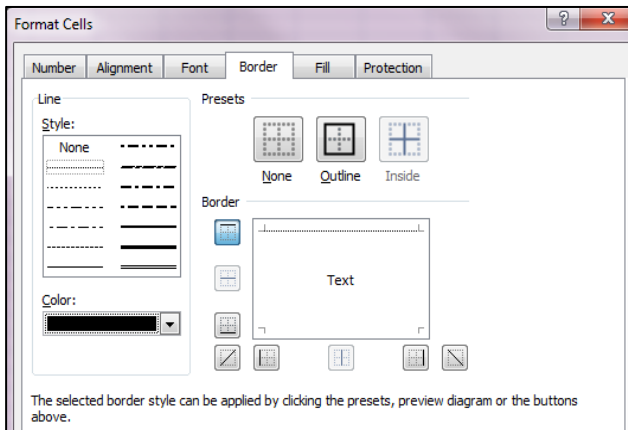 Format Cells
Number Alignment Font Border Fill Protection
Line
Style:
None
Color:
Presets
None Outline Inside
Border
Text
The selected border style can be applied by clicking the presets, preview diagram or the buttons
above.